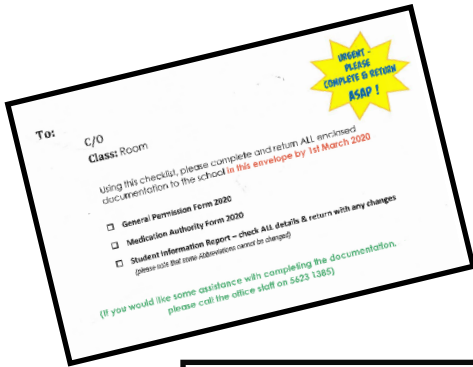 To:
C/O
Class: Room
URGENT -
PLEASE
COMPLETE & RETURN
ASAP !
Using this checklist, please complete and return ALL enclosed
documentation to the school in this envelope by 1st March 2020
☐ General Permission Form 2020
☐ Medication Authority Form 2020
☐ Student Information Report – check ALL details & return with any changes
(please note that some Abbreviations cannot be changed)
(If you would like some assistance with completing the documentation,
please call the office staff on 5623 1385)